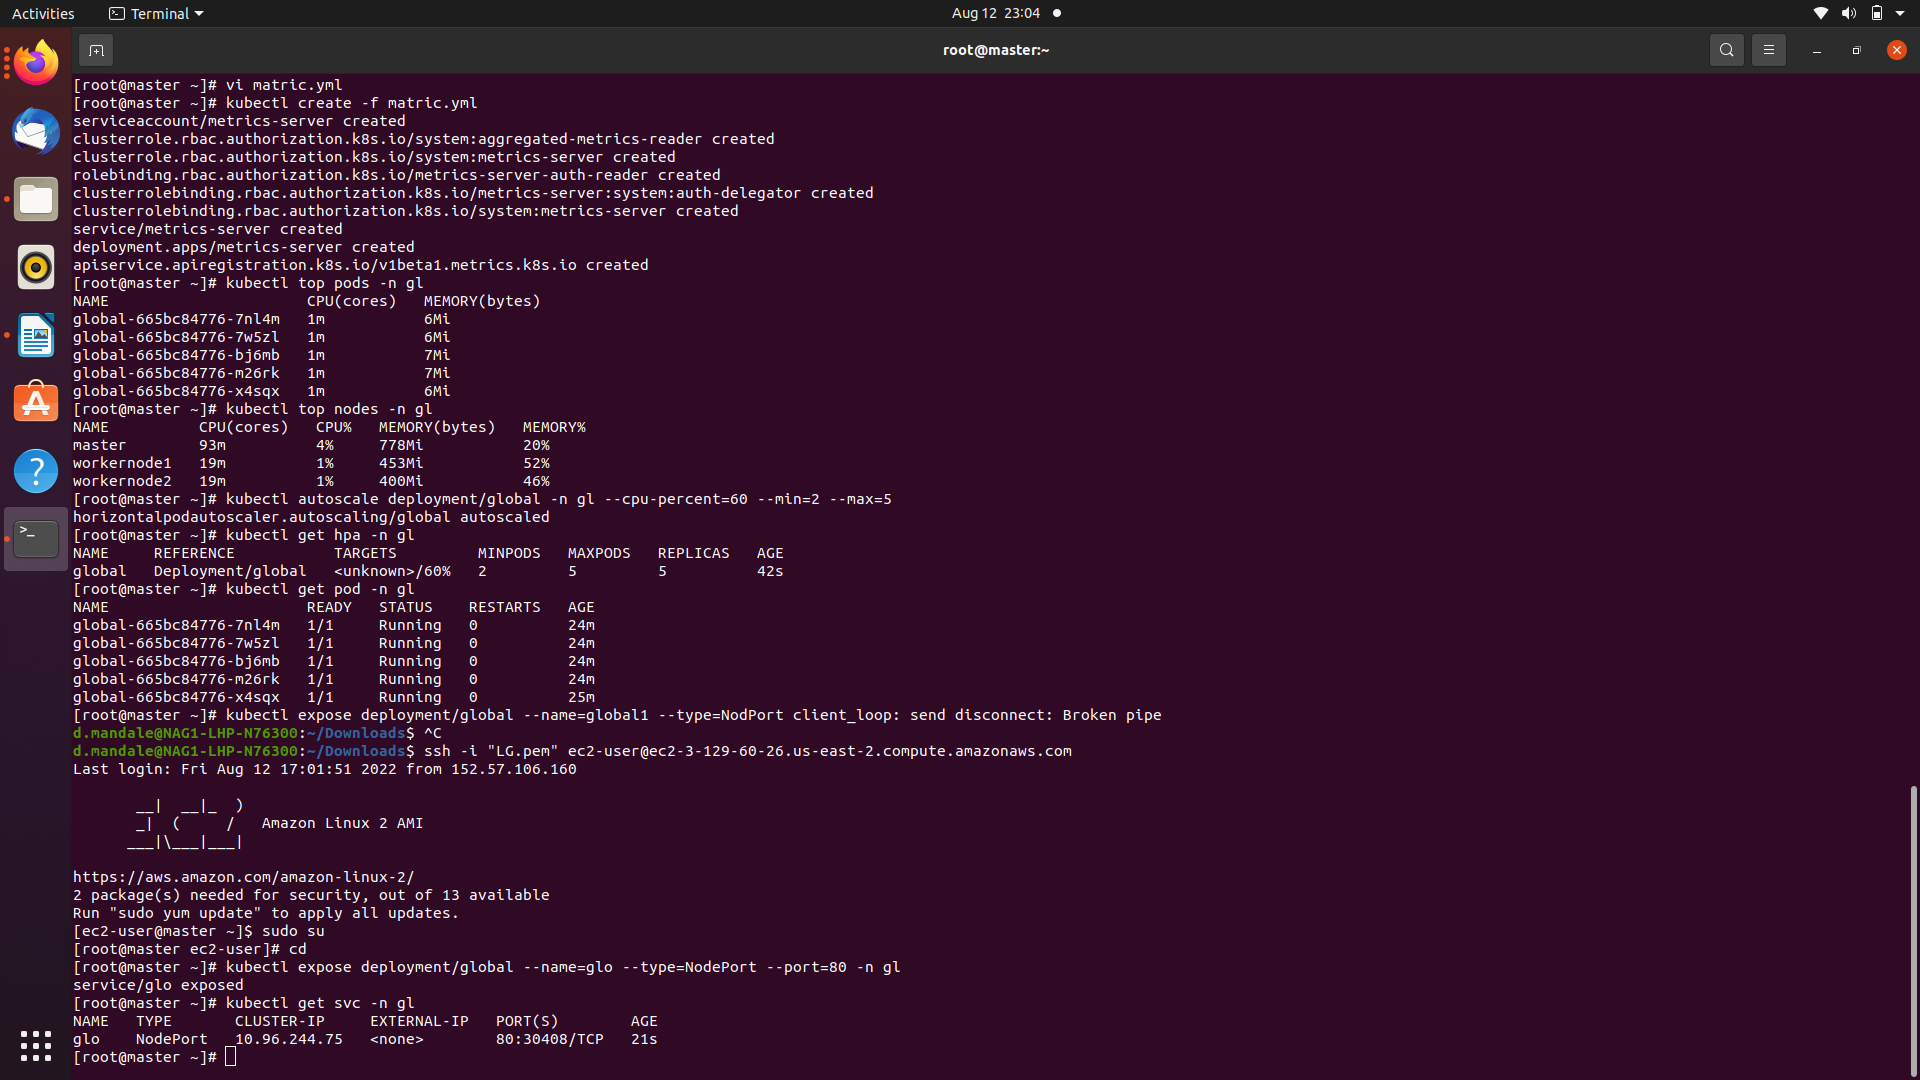 Activities
Terminal
Aug 12 23:04
root@master:~
[root@master ~]# vi matric.yml
[root@master ~]# kubectl create -f matric.yml
serviceaccount/metrics-server created
clusterrole.rbac.authorization.k8s.io/system:aggregated-metrics-reader created
clusterrole.rbac.authorization.k8s.io/system:metrics-server created
rolebinding.rbac.authorization.k8s.io/metrics-server-auth-reader created
clusterrolebinding.rbac.authorization.k8s.io/metrics-server:system:auth-delegator created
clusterrolebinding.rbac.authorization.k8s.io/system:metrics-server created
service/metrics-server created
deployment.apps/metrics-server created
apiservice.apiregistration.k8s.io/v1beta1.metrics.k8s.io created
[root@master ~]# kubectl top pods -n gl
NAME                      CPU(cores)   MEMORY(bytes)
global-665bc84776-7nl4m   1m           6Mi
global-665bc84776-7w5zl   1m           6Mi
global-665bc84776-bj6mb   1m           7Mi
global-665bc84776-m26rk   1m           7Mi
global-665bc84776-x4sqx   1m           6Mi
[root@master ~]# kubectl top nodes -n gl
NAME          CPU(cores)   CPU%   MEMORY(bytes)   MEMORY%
master        93m          4%     778Mi           20%
workernode1   19m          1%     453Mi           52%
workernode2   19m          1%     400Mi           46%
[root@master ~]# kubectl autoscale deployment/global -n gl --cpu-percent=60 --min=2 --max=5
horizontalpodautoscaler.autoscaling/global autoscaled
[root@master ~]# kubectl get hpa -n gl
NAME     REFERENCE           TARGETS         MINPODS   MAXPODS   REPLICAS   AGE
global   Deployment/global   <unknown>/60%   2         5         5          42s
[root@master ~]# kubectl get pod -n gl
NAME                      READY   STATUS    RESTARTS   AGE
global-665bc84776-7nl4m   1/1     Running   0          24m
global-665bc84776-7w5zl   1/1     Running   0          24m
global-665bc84776-bj6mb   1/1     Running   0          24m
global-665bc84776-m26rk   1/1     Running   0          24m
global-665bc84776-x4sqx   1/1     Running   0          25m
[root@master ~]# kubectl expose deployment/global --name=global1 --type=NodPort client_loop: send disconnect: Broken pipe
d.mandale@NAG1-LHP-N76300:~/Downloads$ ^C
d.mandale@NAG1-LHP-N76300:~/Downloads$ ssh -i "LG.pem" ec2-user@ec2-3-129-60-26.us-east-2.compute.amazonaws.com
Last login: Fri Aug 12 17:01:51 2022 from 152.57.106.160
       __|  __|_  )
       _|  (     /   Amazon Linux 2 AMI
      ___|\___|___|
https://aws.amazon.com/amazon-linux-2/
2 package(s) needed for security, out of 13 available
Run "sudo yum update" to apply all updates.
[ec2-user@master ~]$ sudo su
[root@master ec2-user]# cd
[root@master ~]# kubectl expose deployment/global --name=glo --type=NodePort --port=80 -n gl
service/glo exposed
[root@master ~]# kubectl get svc -n gl
NAME   TYPE       CLUSTER-IP     EXTERNAL-IP   PORT(S)        AGE
glo    NodePort   10.96.244.75   <none>        80:30408/TCP   21s
[root@master ~]#